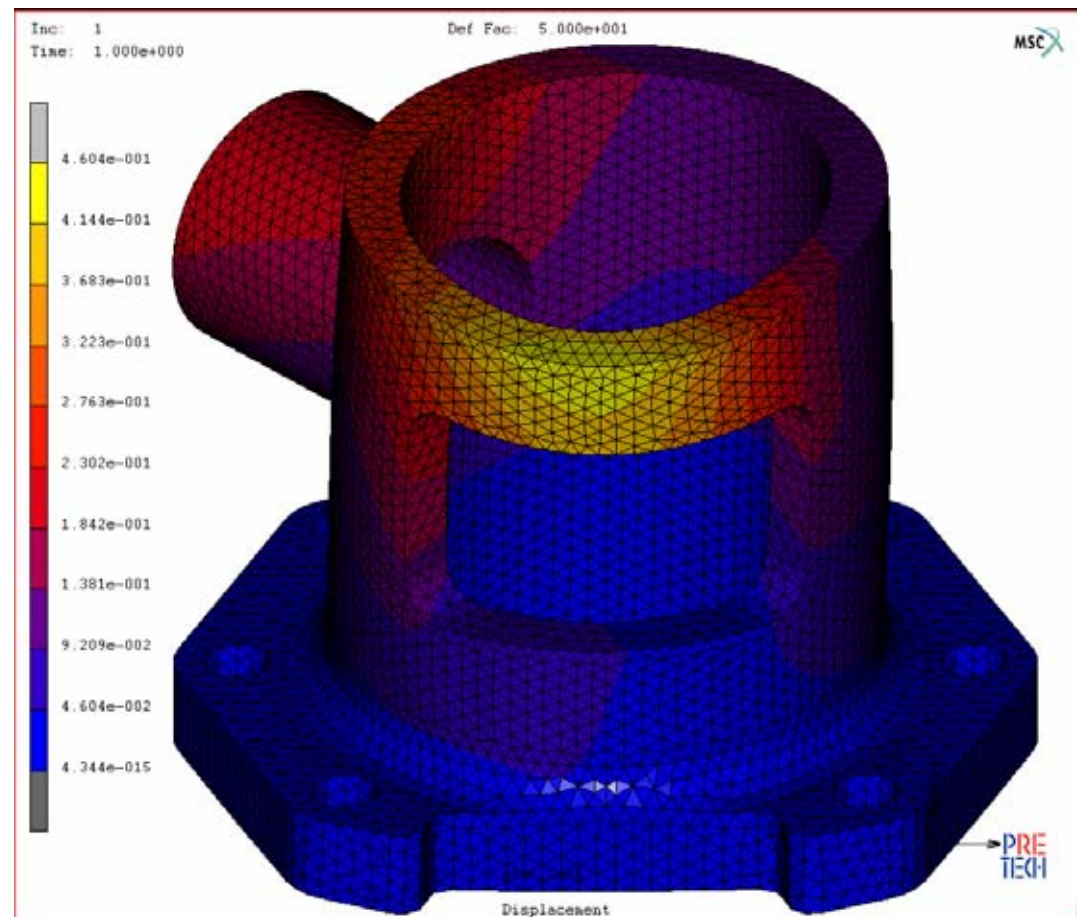 Inc: 1
Time: 1.000e+000
Def Fac: 5.000e+001
MSC
4.604e-001
4.144e-001
3.683e-001
3.223e-001
2.763e-001
2.302e-001
1.842e-001
1.381e-001
9.209e-002
4.604e-002
4.344e-015
PRE
TECH
Displacement